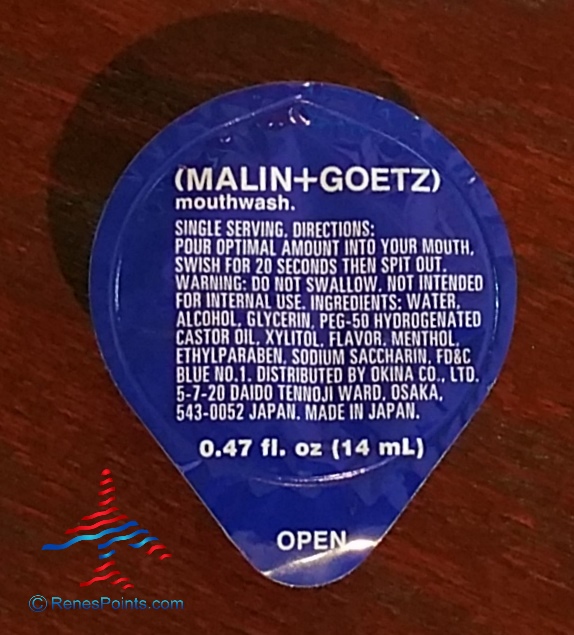 (MALIN+GOETZ)
mouthwash.
SINGLE SERVING. DIRECTIONS:
POUR OPTIMAL AMOUNT INTO YOUR MOUTH,
SWISH FOR 20 SECONDS THEN SPIT OUT.
WARNING: DO NOT SWALLOW. NOT INTENDED
FOR INTERNAL USE. INGREDIENTS: WATER,
ALCOHOL, GLYCERIN, PEG-50 HYDROGENATED
CASTOR OIL, XYLITOL, FLAVOR, MENTHOL,
ETHYLPARABEN, SODIUM SACCHARIN, FD&C
BLUE NO.1. DISTRIBUTED BY OKINA CO., LTD.
5-7-20 DAIDO TENNOJI WARD, OSAKA,
543-0052 JAPAN. MADE IN JAPAN.
0.47 fl. oz (14 mL)
OPEN
© RenesPoints.com